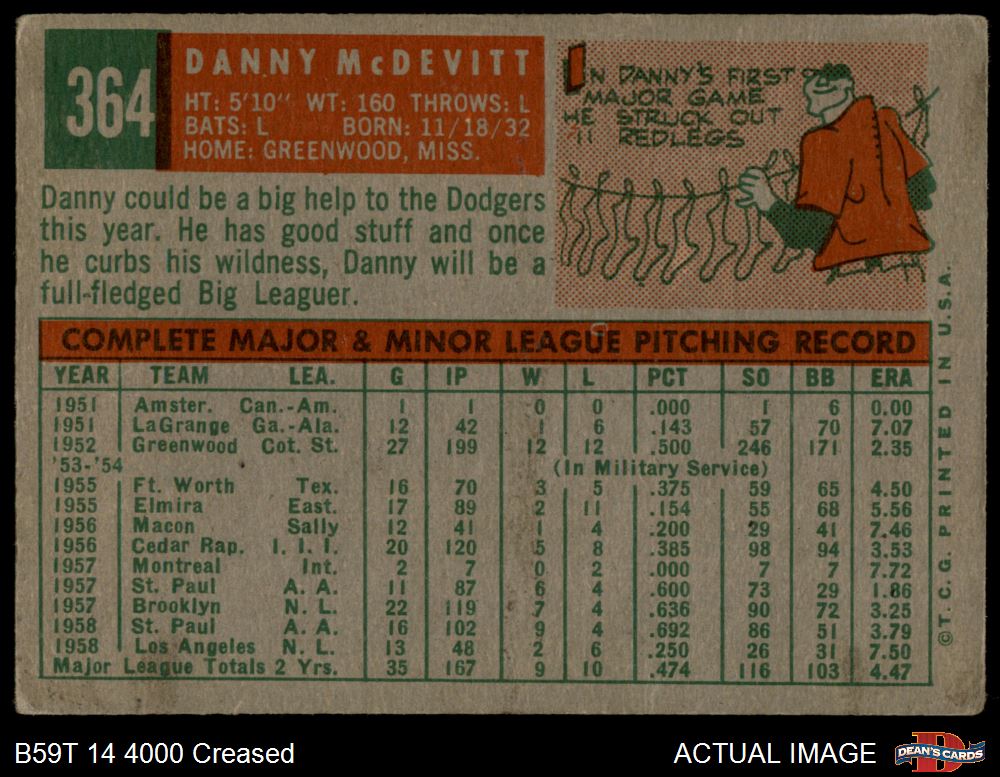 364
DANNY McDEVITT
HT: 5'10" WT: 160 THROWS: L
BATS: L BORN: 11/18/32
HOME: GREENWOOD, MISS.
IN DANNY'S FIRST
MAJOR GAME
HE STRUCK OUT
11 REDLEGS
Danny could be a big help to the Dodgers
this year. He has good stuff and once
he curbs his wildness, Danny will be a
full-fledged Big Leaguer.
COMPLETE MAJOR & MINOR LEAGUE PITCHING RECORD
YEAR TEAM LEA. G IP W L PCT SO BB ERA
1951 Amster. Can.-Am. 1 1 0 0 .000 1 6 0.00
1951 LaGrange Ga.-Ala. 12 42 1 6 .143 57 70 7.07
1952 Greenwood Cot. St. 27 199 12 12 .500 246 171 2.35
'53-'54 (In Military Service)
1955 Ft. Worth Tex. 16 70 3 5 .375 59 65 4.50
1955 Elmira East. 17 89 2 11 .154 55 68 5.56
1956 Macon Sally 12 41 1 4 .200 29 41 7.46
1956 Cedar Rap. I. I. I. 20 120 5 8 .385 98 94 3.53
1957 Montreal Int. 2 7 0 2 .000 7 7 7.72
1957 St. Paul A. A. 11 87 6 4 .600 73 29 1.86
1957 Brooklyn N. L. 22 119 7 4 .636 90 72 3.25
1958 St. Paul A. A. 16 102 9 4 .692 86 51 3.79
1958 Los Angeles N. L. 13 48 2 6 .250 26 31 7.50
Major League Totals 2 Yrs. 35 167 9 10 .474 116 103 4.47
©T.C.G. PRINTED IN U.S.A.
B59T 14 4000 Creased
ACTUAL IMAGE
DEAN'S CARDS